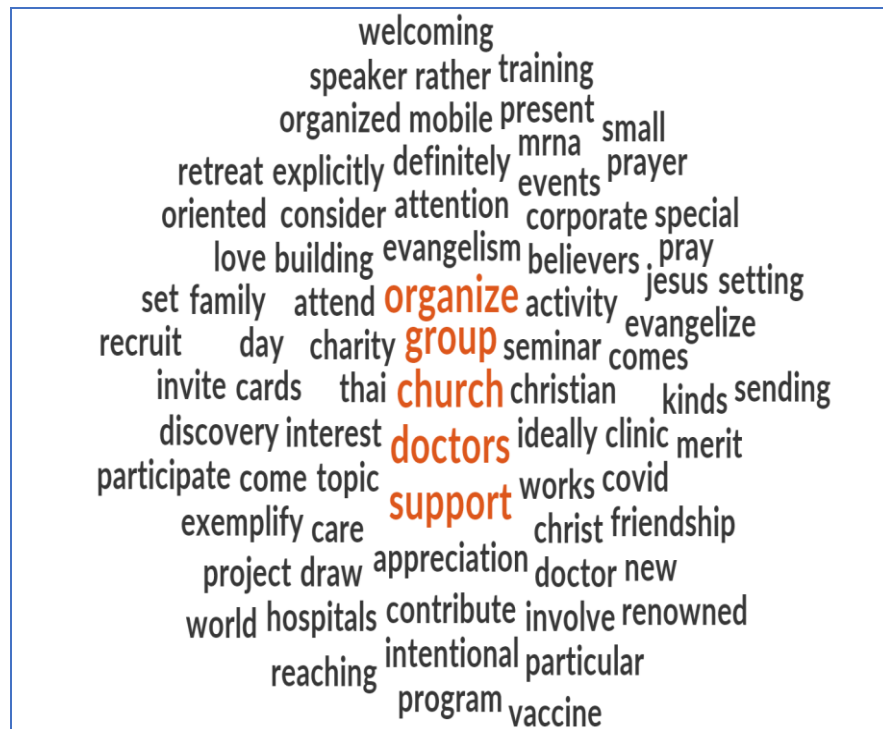 welcoming
speaker rather training
organized mobile present small
retreat explicitly definitely mrna prayer
oriented consider attention events
corporate special
love building evangelism believers pray
set family attend organize activity jesus setting
recruit day charity group seminar evangelize
comes
invite cards thai church christian kinds sending
discovery interest doctors ideally clinic merit
participate come topic support works covid
exemplify care christ friendship
project draw appreciation doctor new
world hospitals contribute involve renowned
reaching intentional particular
program vaccine